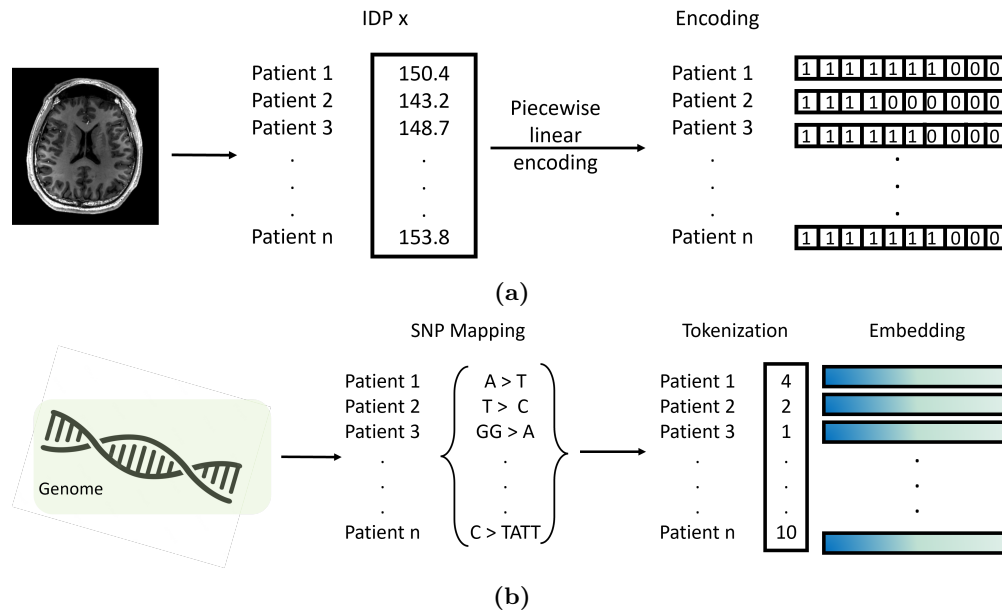 IDP x Encoding
Patient 1 150.4 Patient 1 1 1 1 1 1 1 1 0 0 0
Patient 2 143.2 Patient 2 1 1 1 1 0 0 0 0 0 0
Patient 3 148.7 Piecewise Patient 3 1 1 1 1 1 1 0 0 0 0
linear
encoding
. . . .
. . . .
. . . .
Patient n 153.8 Patient n 1 1 1 1 1 1 1 0 0 0
(a)
SNP Mapping Tokenization Embedding
Patient 1 A > T Patient 1 4
Patient 2 T > C Patient 2 2
Patient 3 GG > A Patient 3 1
. . . . .
. . . . .
. . . . .
Genome
Patient n C > TATT Patient n 10
(b)